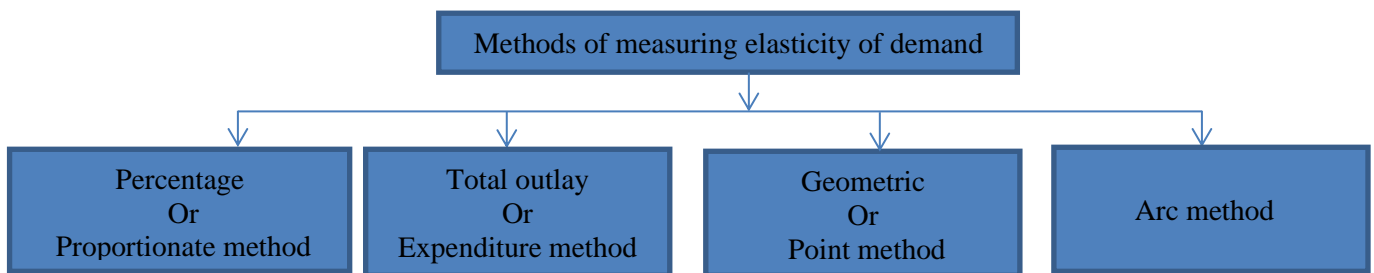 Methods of measuring elasticity of demand
Percentage
Or
Proportionate method
Total outlay
Or
Expenditure method
Geometric
Or
Point method
Arc method